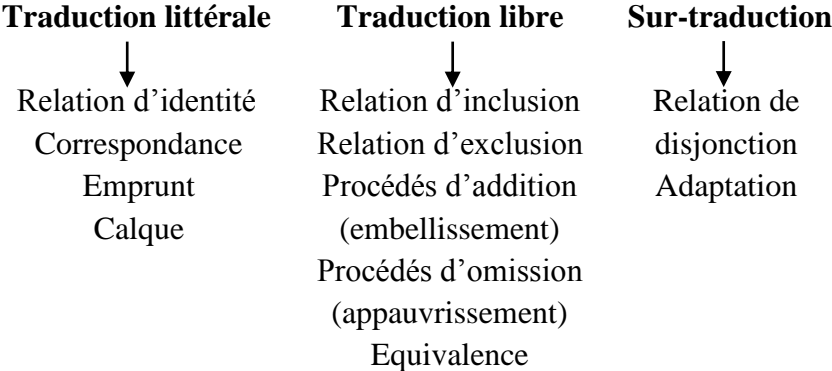 Traduction littérale
Relation d’identité
Correspondance
Emprunt
Calque
Traduction libre
Relation d’inclusion
Relation d’exclusion
Procédés d’addition
(embellissement)
Procédés d’omission
(appauvrissement)
Equivalence
Sur-traduction
Relation de
disjonction
Adaptation